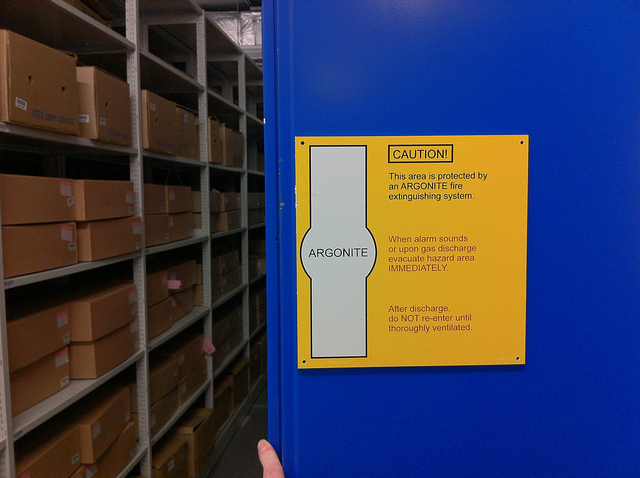 CAUTION!
This area is protected by
an ARGONITE fire
extinguishing system.
ARGONITE
When alarm sounds
or upon gas discharge
evacuate hazard area
IMMEDIATELY.
After discharge,
do NOT re-enter until
thoroughly ventilated.